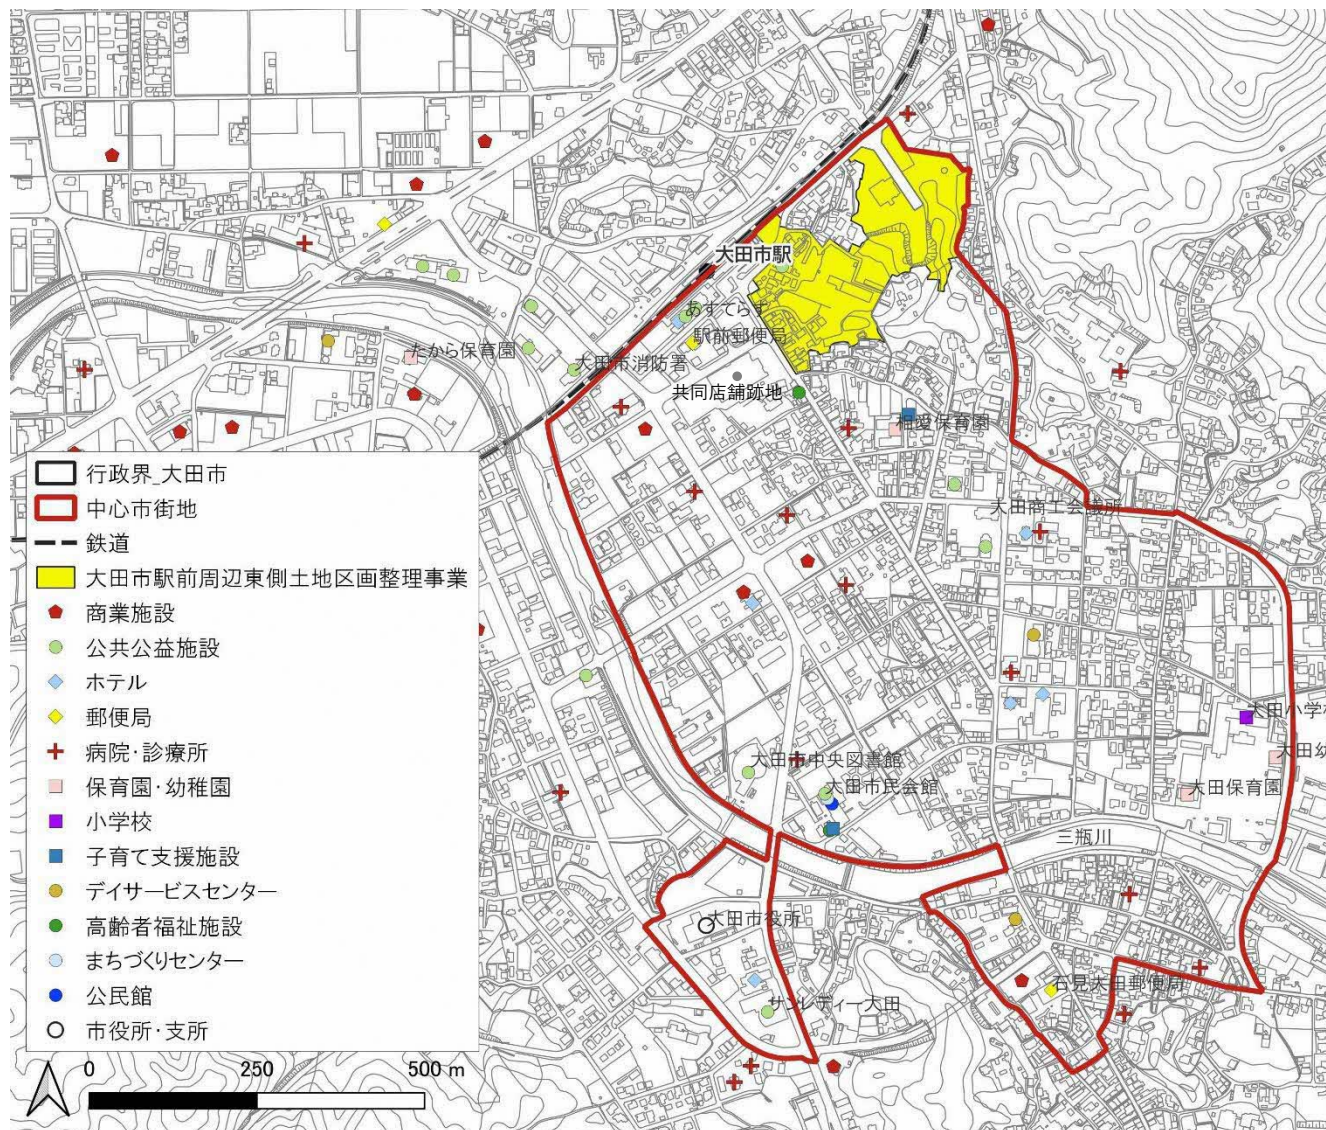 大田市駅
あすてらす
駅前郵便局
たから保育園
大田市消防署
共同店舗跡地
相愛保育園
大田商工会議所
大田小学校
大田幼
大田保育園
大田市中央図書館
大田市民会館
三瓶川
大田市役所
サンレディー大田
石見大田郵便局
行政界_大田市
中心市街地
鉄道
大田市駅前周辺東側土地区画整理事業
商業施設
公共公益施設
ホテル
郵便局
病院・診療所
保育園・幼稚園
小学校
子育て支援施設
デイサービスセンター
高齢者福祉施設
まちづくりセンター
公民館
市役所・支所
0 250 500 m